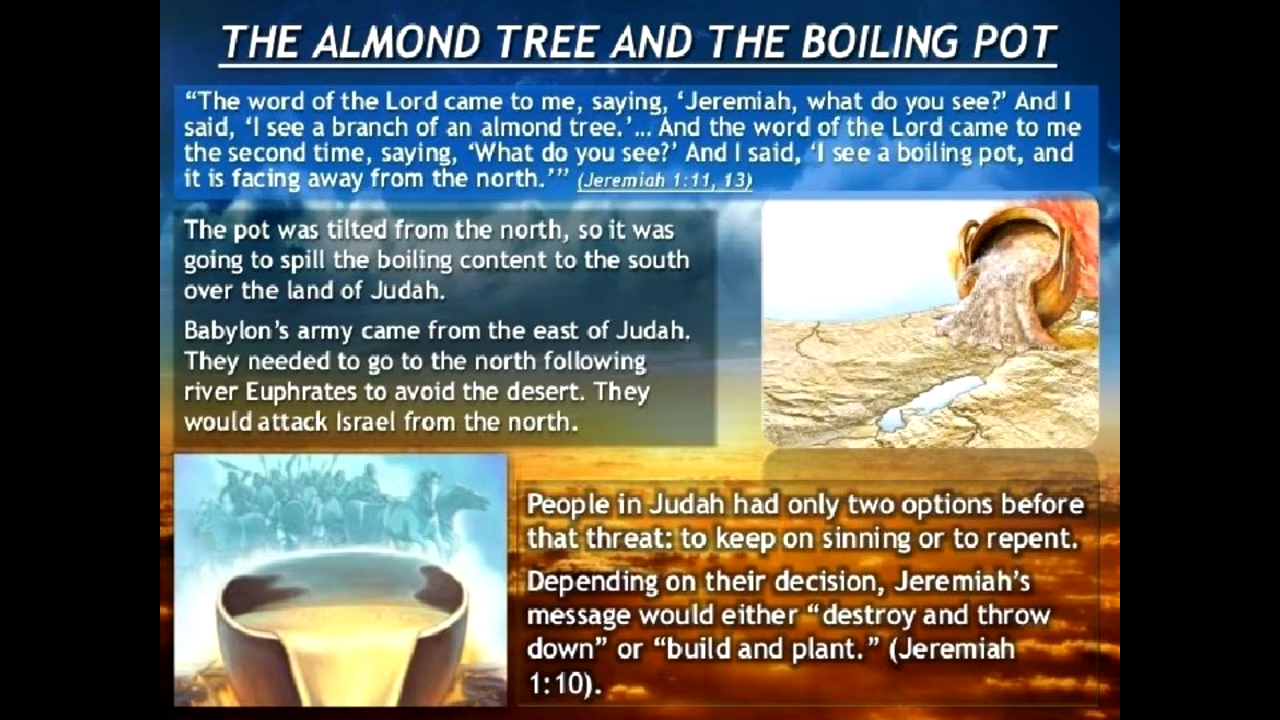 THE ALMOND TREE AND THE BOILING POT
“The word of the Lord came to me, saying, ‘Jeremiah, what do you see?’ And I
said, ‘I see a branch of an almond tree.’… And the word of the Lord came to me
the second time, saying, ‘What do you see?’ And I said, ‘I see a boiling pot, and
it is facing away from the north.’” (Jeremiah 1:11, 13)
The pot was tilted from the north, so it was
going to spill the boiling content to the south
over the land of Judah.
Babylon’s army came from the east of Judah.
They needed to go to the north following
river Euphrates to avoid the desert. They
would attack Israel from the north.
People in Judah had only two options before
that threat: to keep on sinning or to repent.
Depending on their decision, Jeremiah’s
message would either “destroy and throw
down” or “build and plant.” (Jeremiah
1:10).